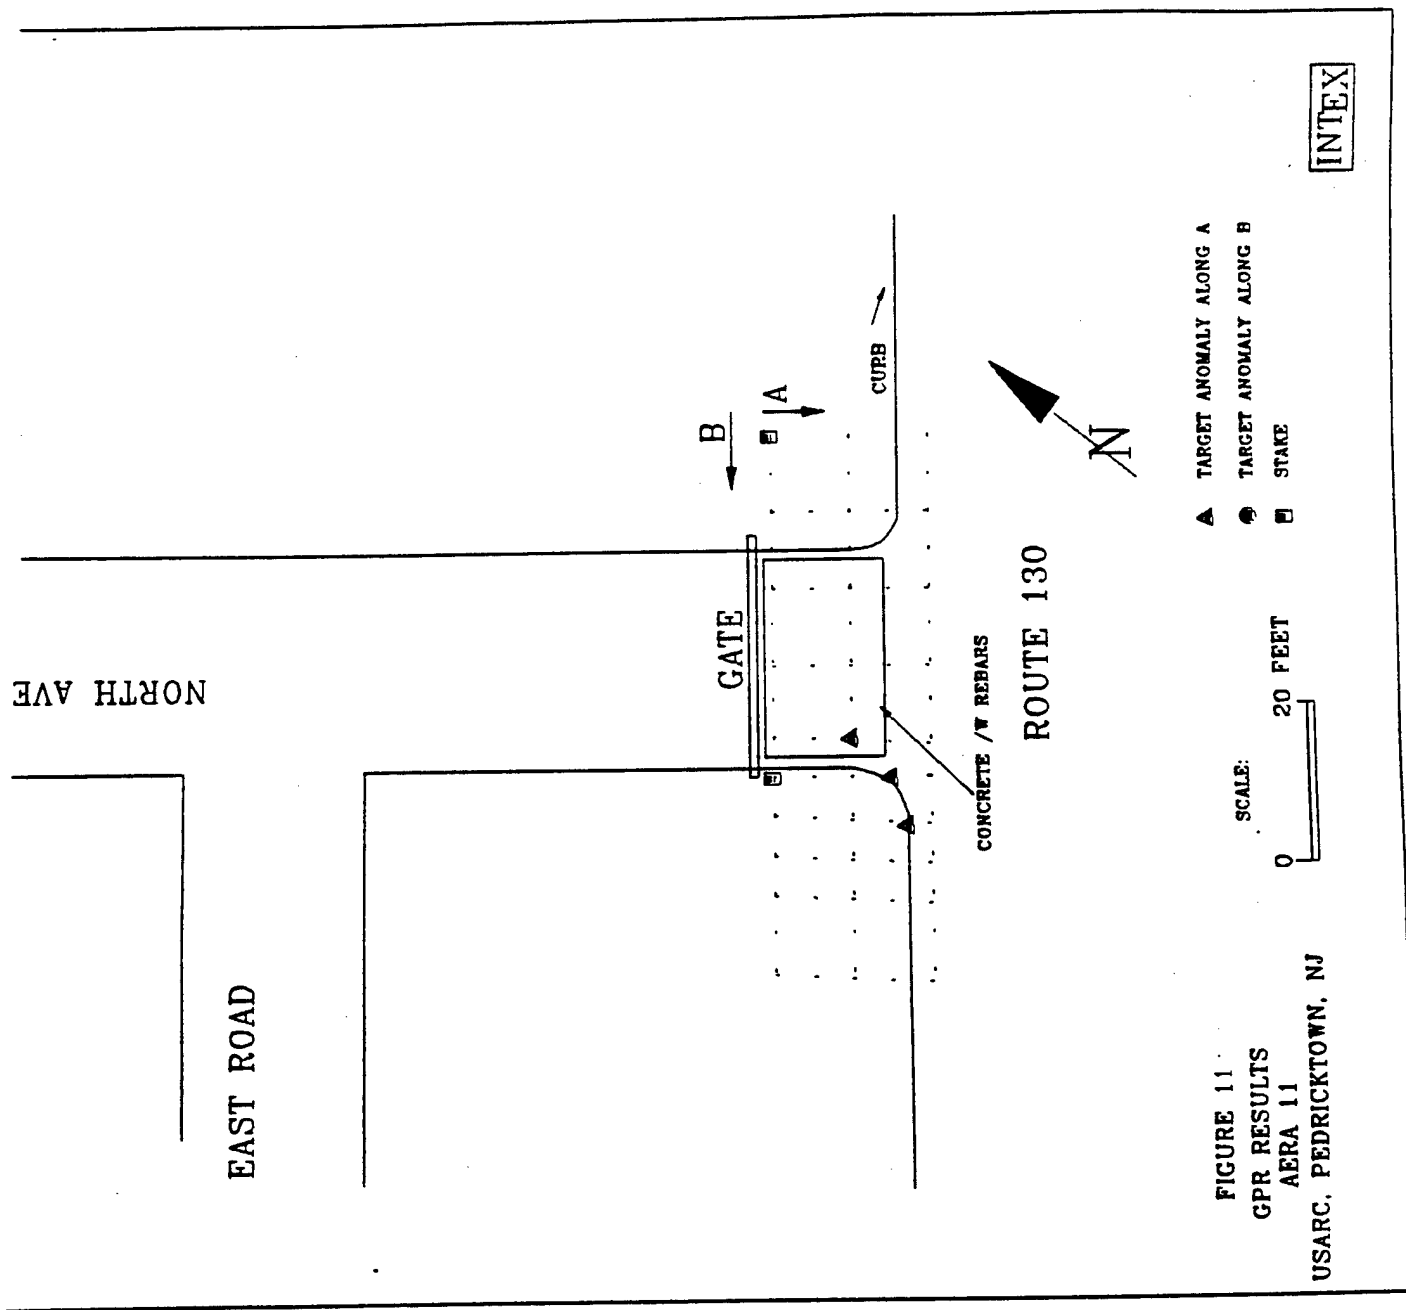 NORTH AVE
EAST ROAD
GATE
B
A
CURB
CONCRETE /W REBARS
ROUTE 130
N
TARGET ANOMALY ALONG A
TARGET ANOMALY ALONG B
STAKE
SCALE:
0 20 FEET
FIGURE 11
GPR RESULTS
AERA 11
USARC, PEDRICKTOWN, NJ
INTEX